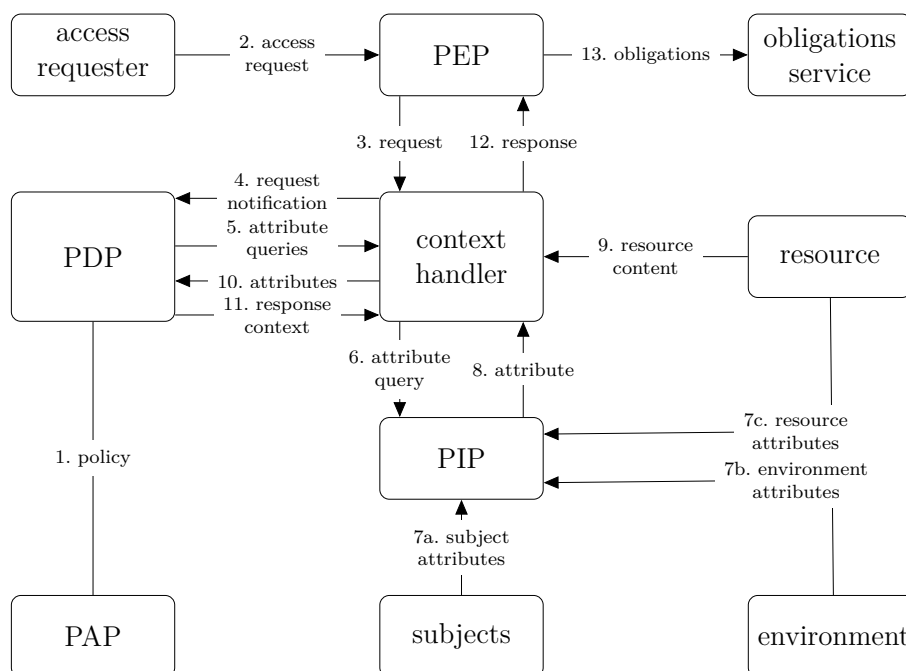 access
requester
2. access
request
PEP
13. obligations
obligations
service
3. request
12. response
4. request
notification
5. attribute
queries
10. attributes
11. response
context
PDP
context
handler
9. resource
content
resource
6. attribute
query
8. attribute
1. policy
PIP
7c. resource
attributes
7b. environment
attributes
7a. subject
attributes
PAP
subjects
environment